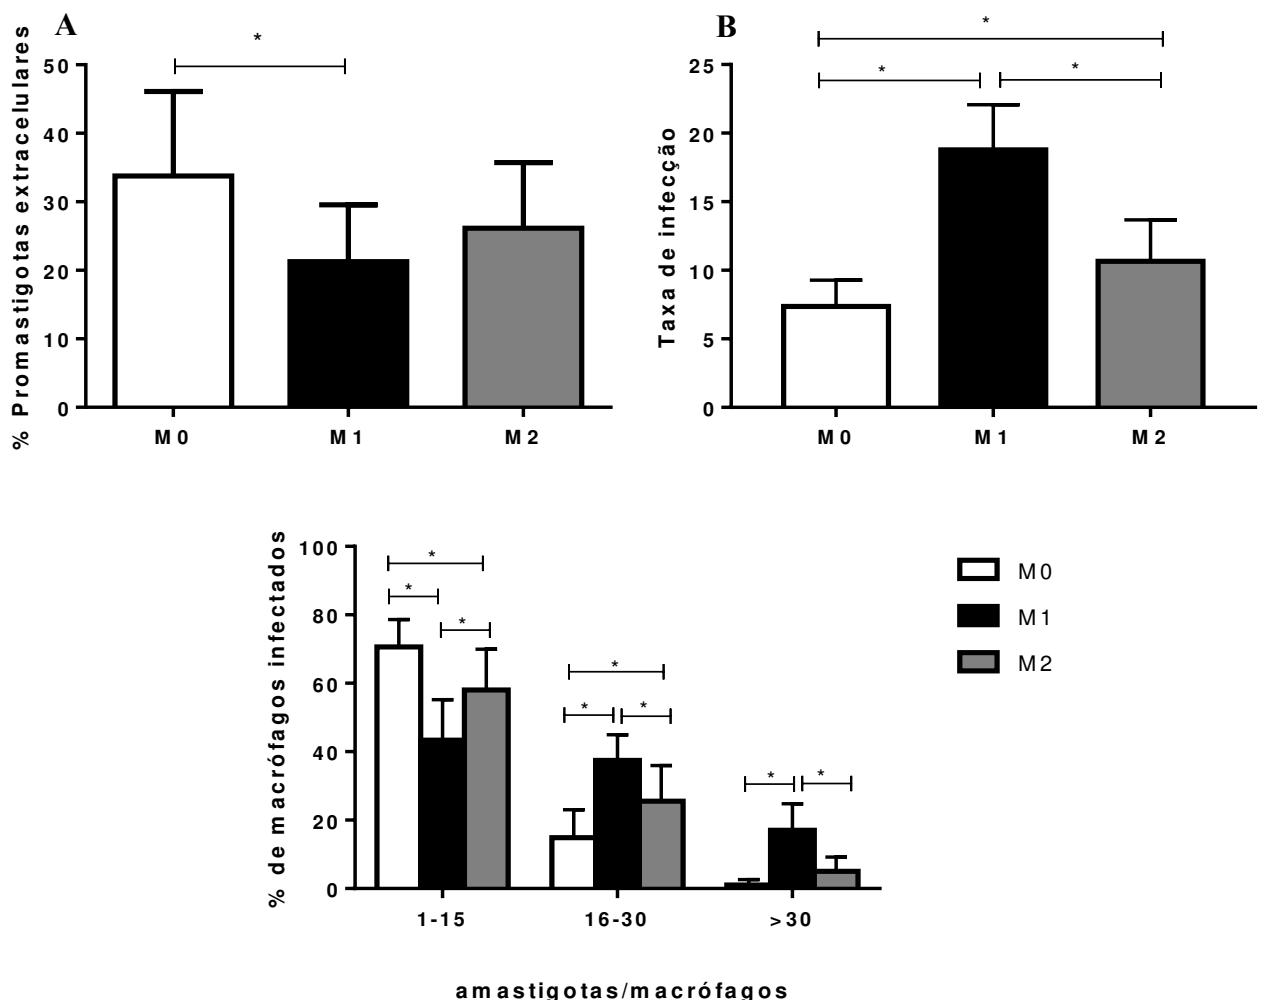 A
*
% Promastigotas extracelulares
50
40
30
20
10
0
M0 M1 M2
B
*
* *
Taxa de infecção
25
20
15
10
5
0
M0 M1 M2
% de macrófagos infectados
100
80
60
40
20
0
*
*
*
*
* *
* *
1-15 16-30 >30
amastigotas/macrófagos
M0
M1
M2